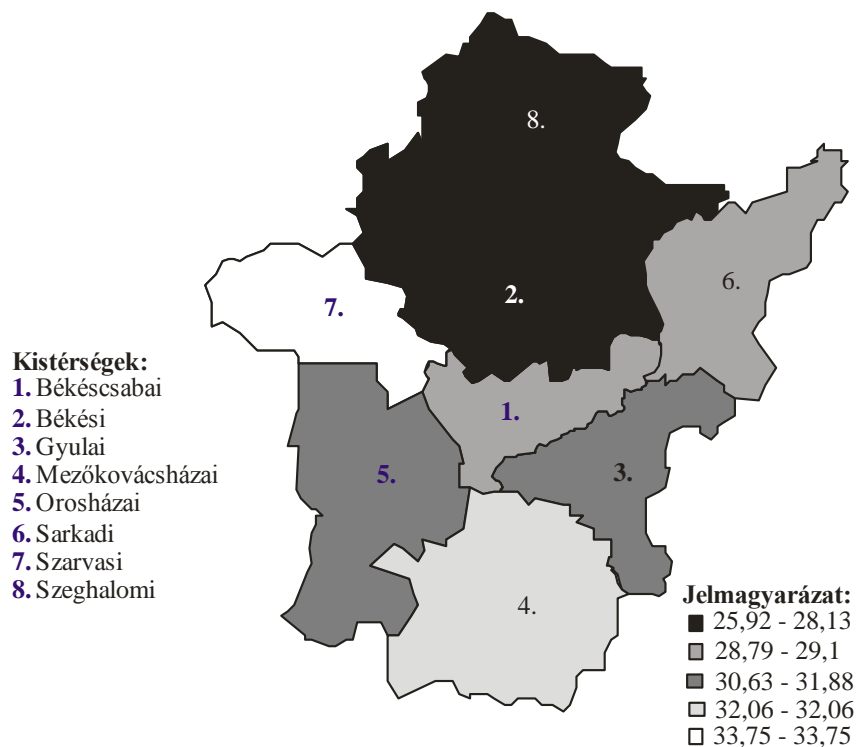 8.
6.
2.
7.
Kistérségek:
1. Békéscsabai
2. Békési
3. Gyulai
4. Mezőkovácsházai
5. Orosházai
6. Sarkadi
7. Szarvasi
8. Szeghalomi
1.
5.
3.
4.
Jelmagyarázat:
25,92 - 28,13
28,79 - 29,1
30,63 - 31,88
32,06 - 32,06
33,75 - 33,75